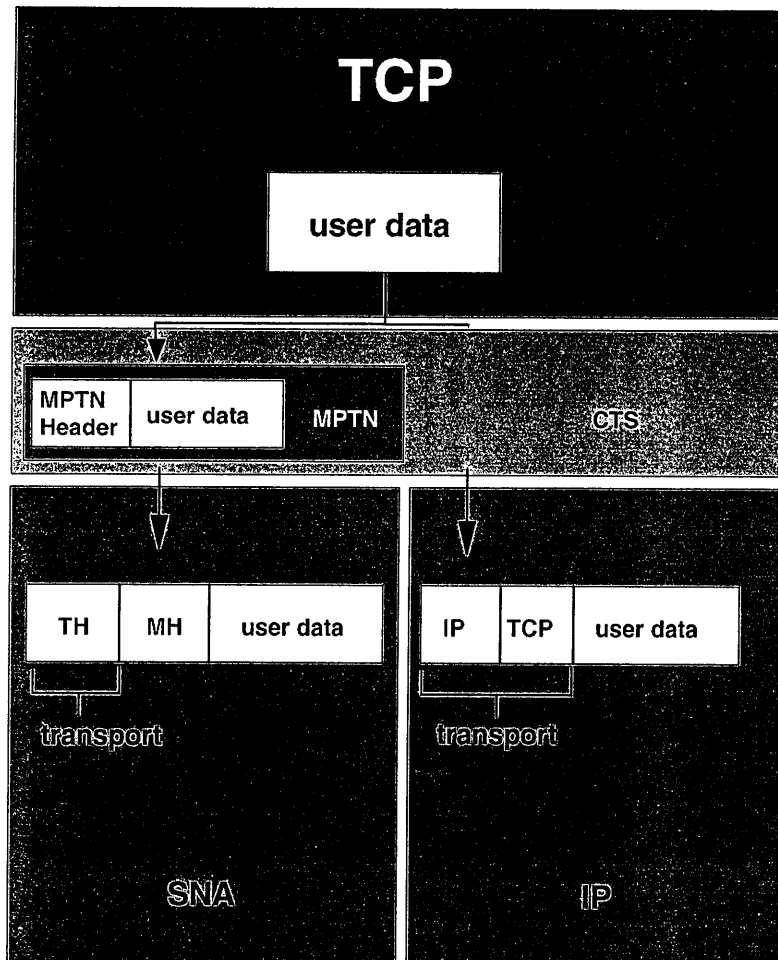 TCP
user data
MPTN
Header
user data
MPTN
CTS
TH
MH
user data
transport
SNA
IP
TCP
user data
transport
IP